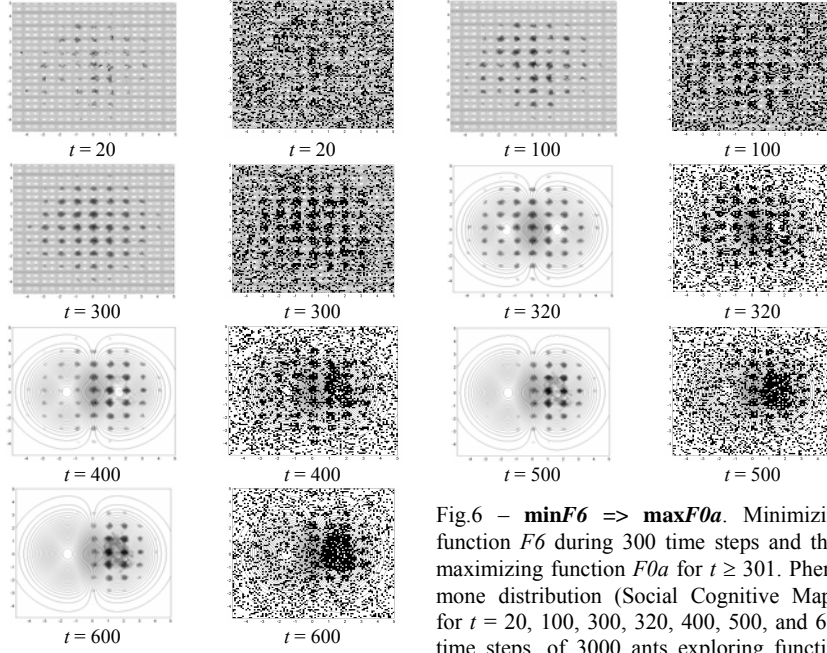 t = 20
t = 20
t = 100
t = 100
t = 300
t = 300
t = 320
t = 320
t = 400
t = 400
t = 500
t = 500
t = 600
t = 600
Fig.6 – minF6 => maxF0a. Minimizi
function F6 during 300 time steps and th
maximizing function F0a for t ≥ 301. Pher
mone distribution (Social Cognitive Map
for t = 20, 100, 300, 320, 400, 500, and 6
time steps, of 3000 ants exploring functio